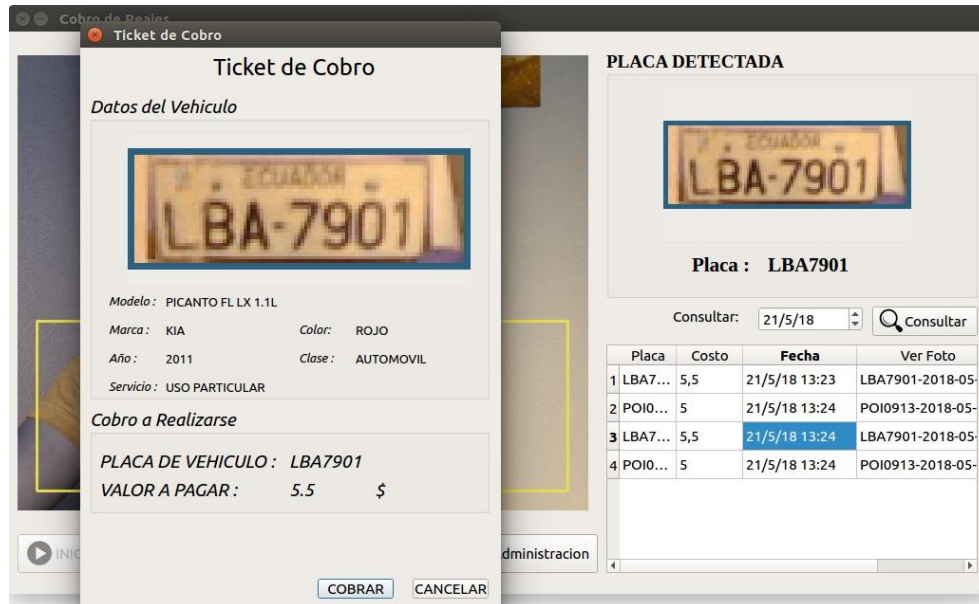 Cobro de Reales
Ticket de Cobro
Ticket de Cobro
Datos del Vehiculo
ECUADOR
LBA-7901
Modelo : PICANTO FL LX 1.1L
Marca : KIA Color: ROJO
Año : 2011 Clase : AUTOMOVIL
Servicio : USO PARTICULAR
Cobro a Realizarse
PLACA DE VEHICULO : LBA7901
VALOR A PAGAR : 5.5 $
COBRAR CANCELAR
INIC
dministracion
PLACA DETECTADA
ECUADOR
LBA-7901
Placa : LBA7901
Consultar: 21/5/18 Consultar
Placa Costo Fecha Ver Foto
1 LBA7... 5,5 21/5/18 13:23 LBA7901-2018-05-
2 POI0... 5 21/5/18 13:24 POI0913-2018-05-
3 LBA7... 5,5 21/5/18 13:24 LBA7901-2018-05-
4 POI0... 5 21/5/18 13:24 POI0913-2018-05-